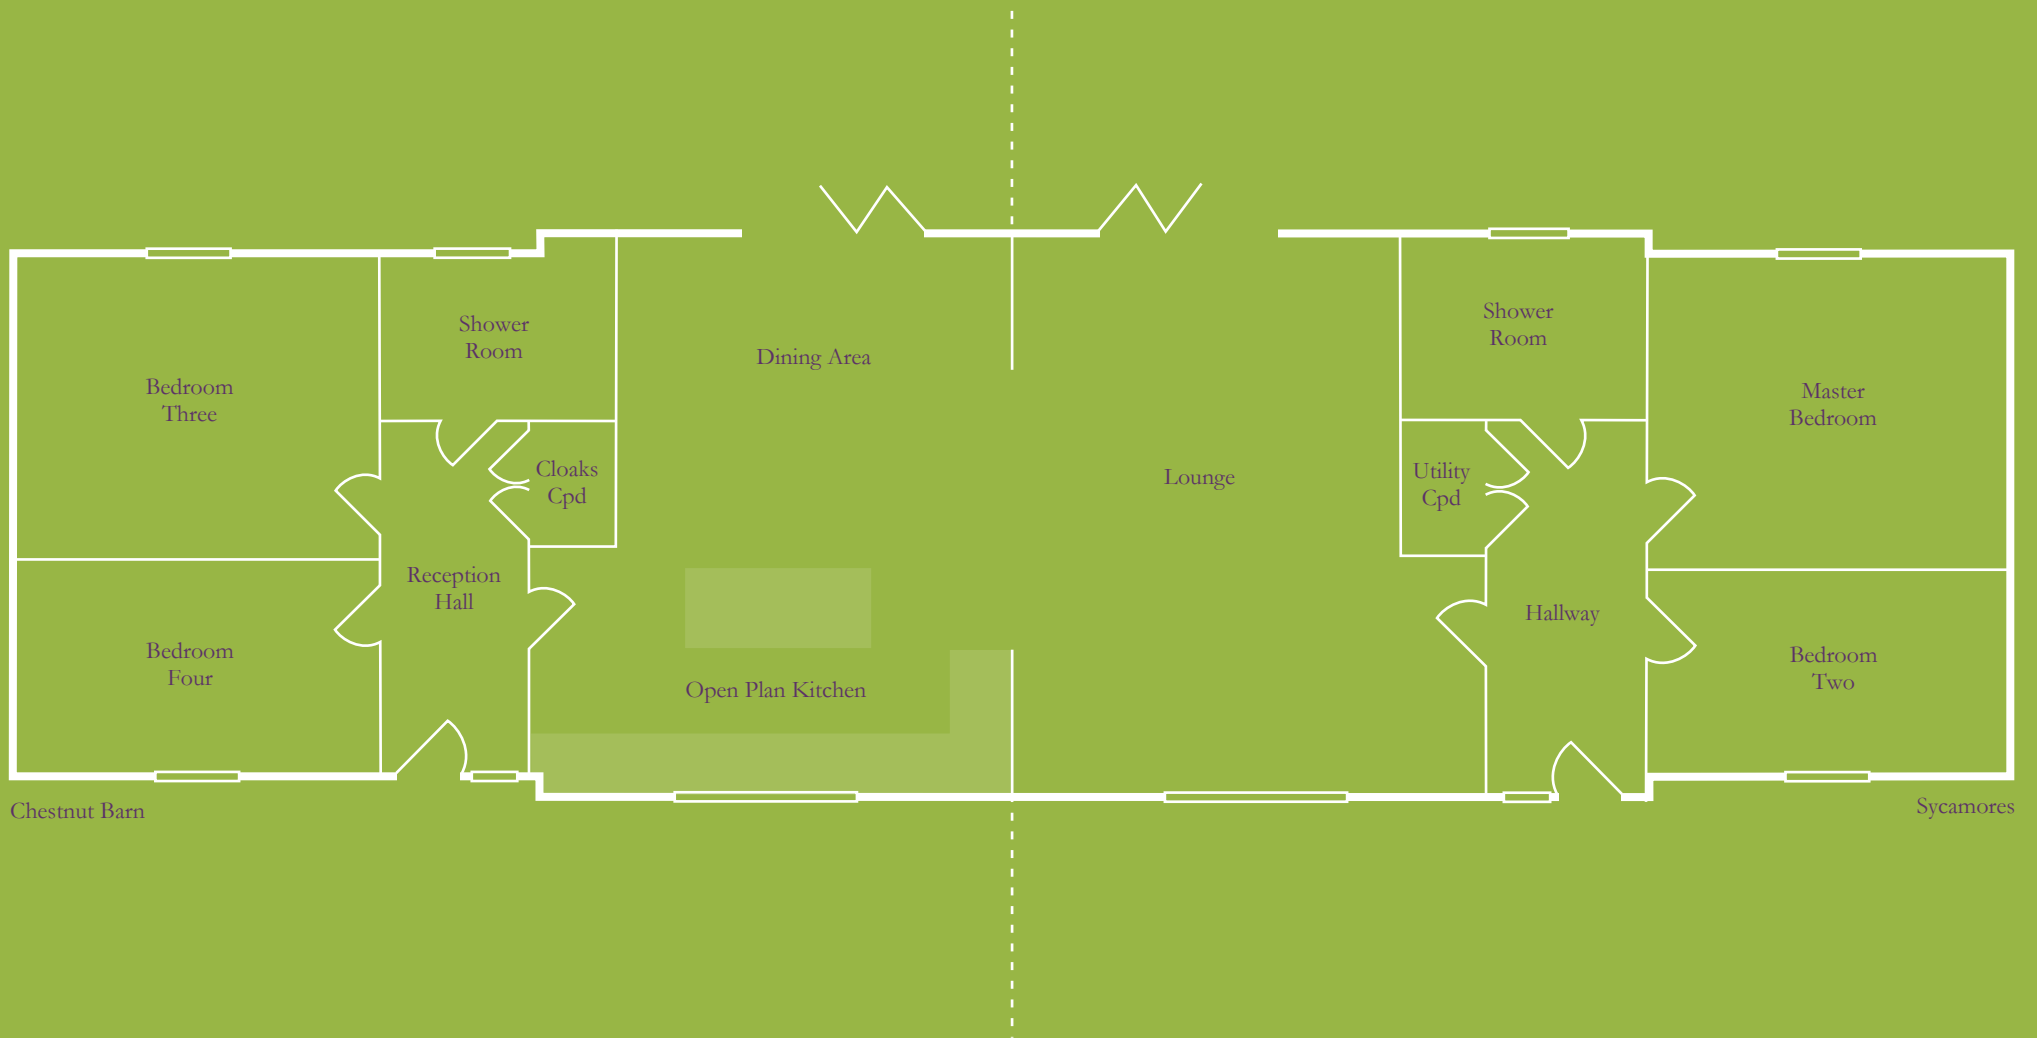 Shower
Room
Shower
Room
Dining Area
Bedroom
Three
Master
Bedroom
Cloaks
Cpd
Lounge
Utility
Cpd
Reception
Hall
Hallway
Bedroom
Four
Open Plan Kitchen
Bedroom
Two
Chestnut Barn
Sycamores